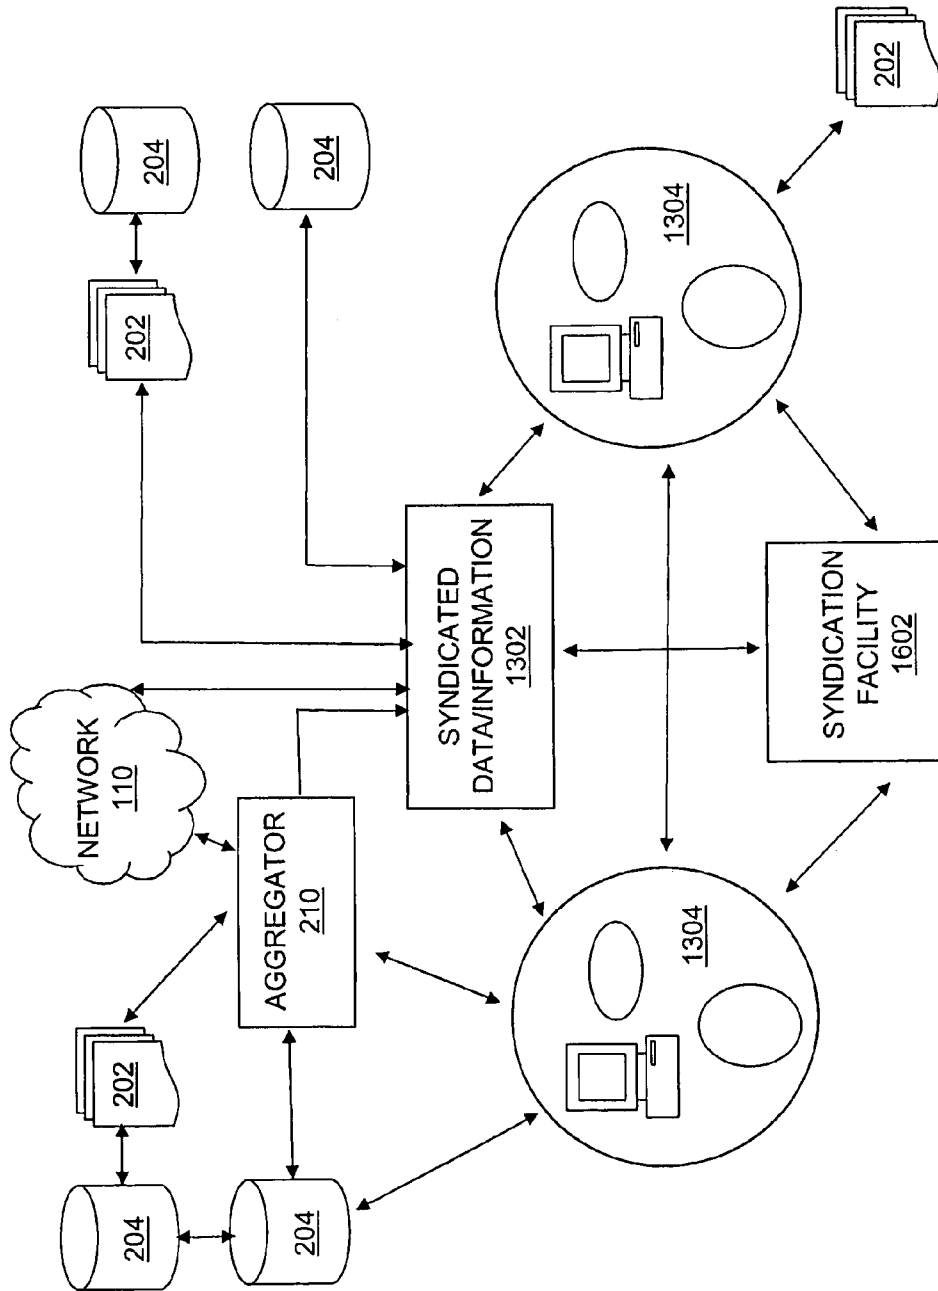 NETWORK
110
204
202
202
204
AGGREGATOR
210
204
204
SYNDICATED
DATA/INFORMATION
1302
1304
1304
SYNDICATION
FACILITY
1602
202